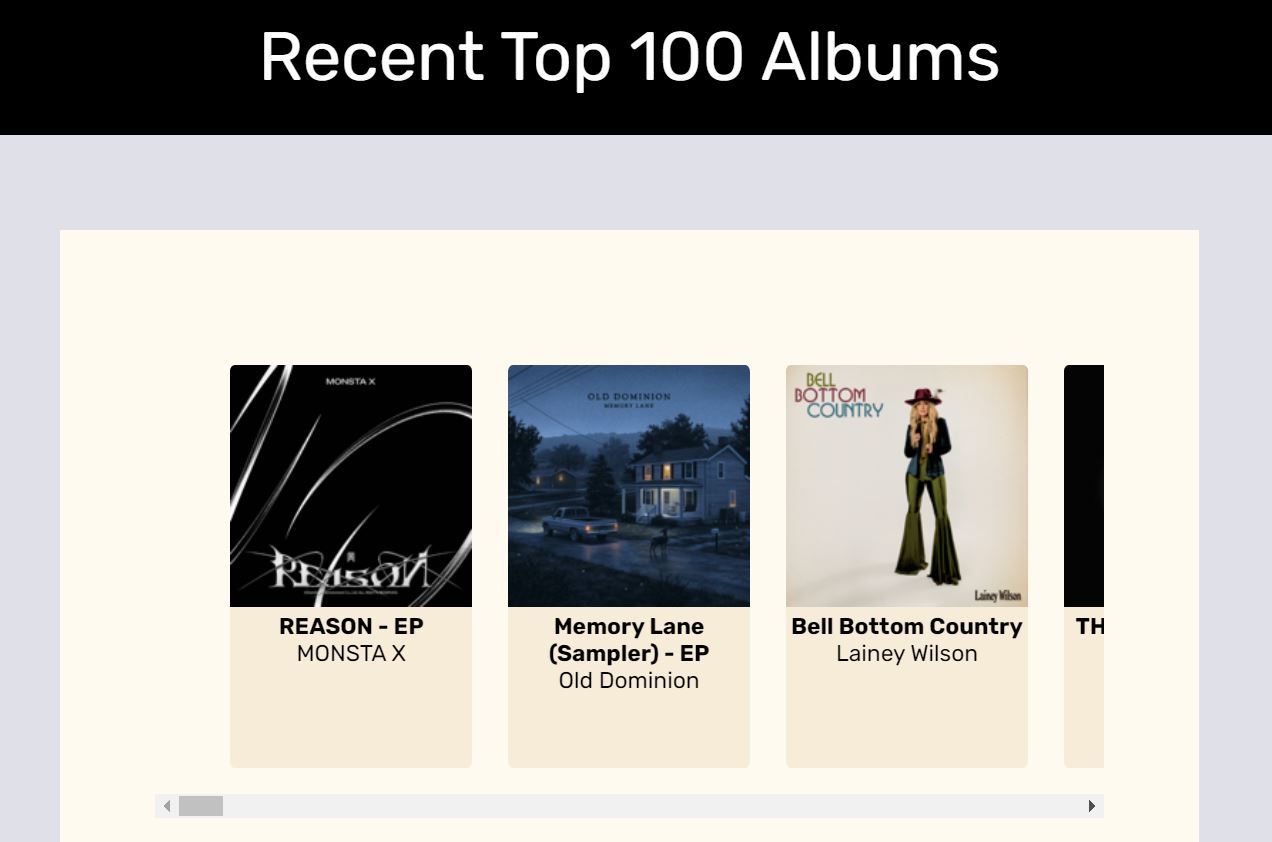 Recent Top 100 Albums
MONSTA X
REASON
OLD DOMINION
MEMORY LANE
BELL
BOTTOM
COUNTRY
Lainey Wilson
REASON - EP
MONSTA X
Memory Lane
(Sampler) - EP
Old Dominion
Bell Bottom Country
Lainey Wilson
TH